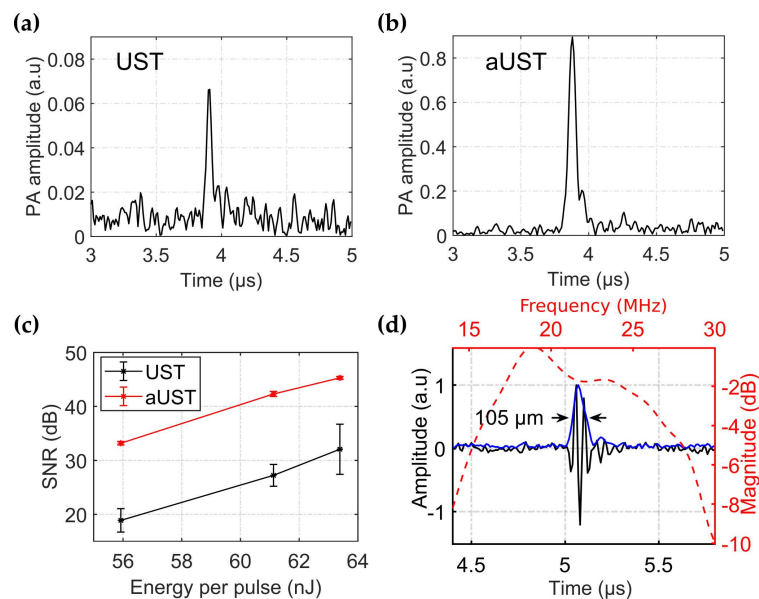 (a)
UST
PA amplitude (a.u)
0.08
0.06
0.04
0.02
0
3
3.5
4
4.5
5
Time (µs)
(b)
aUST
PA amplitude (a.u)
0.8
0.6
0.4
0.2
0
3
3.5
4
4.5
5
Time (µs)
(c)
UST
aUST
SNR (dB)
50
40
30
20
56
58
60
62
64
Energy per pulse (nJ)
(d)
Frequency (MHz)
15
20
25
30
105 µm
Amplitude (a.u)
1
0
-1
Magnitude (dB)
-2
-4
-6
-8
-10
4.5
5
5.5
Time (µs)